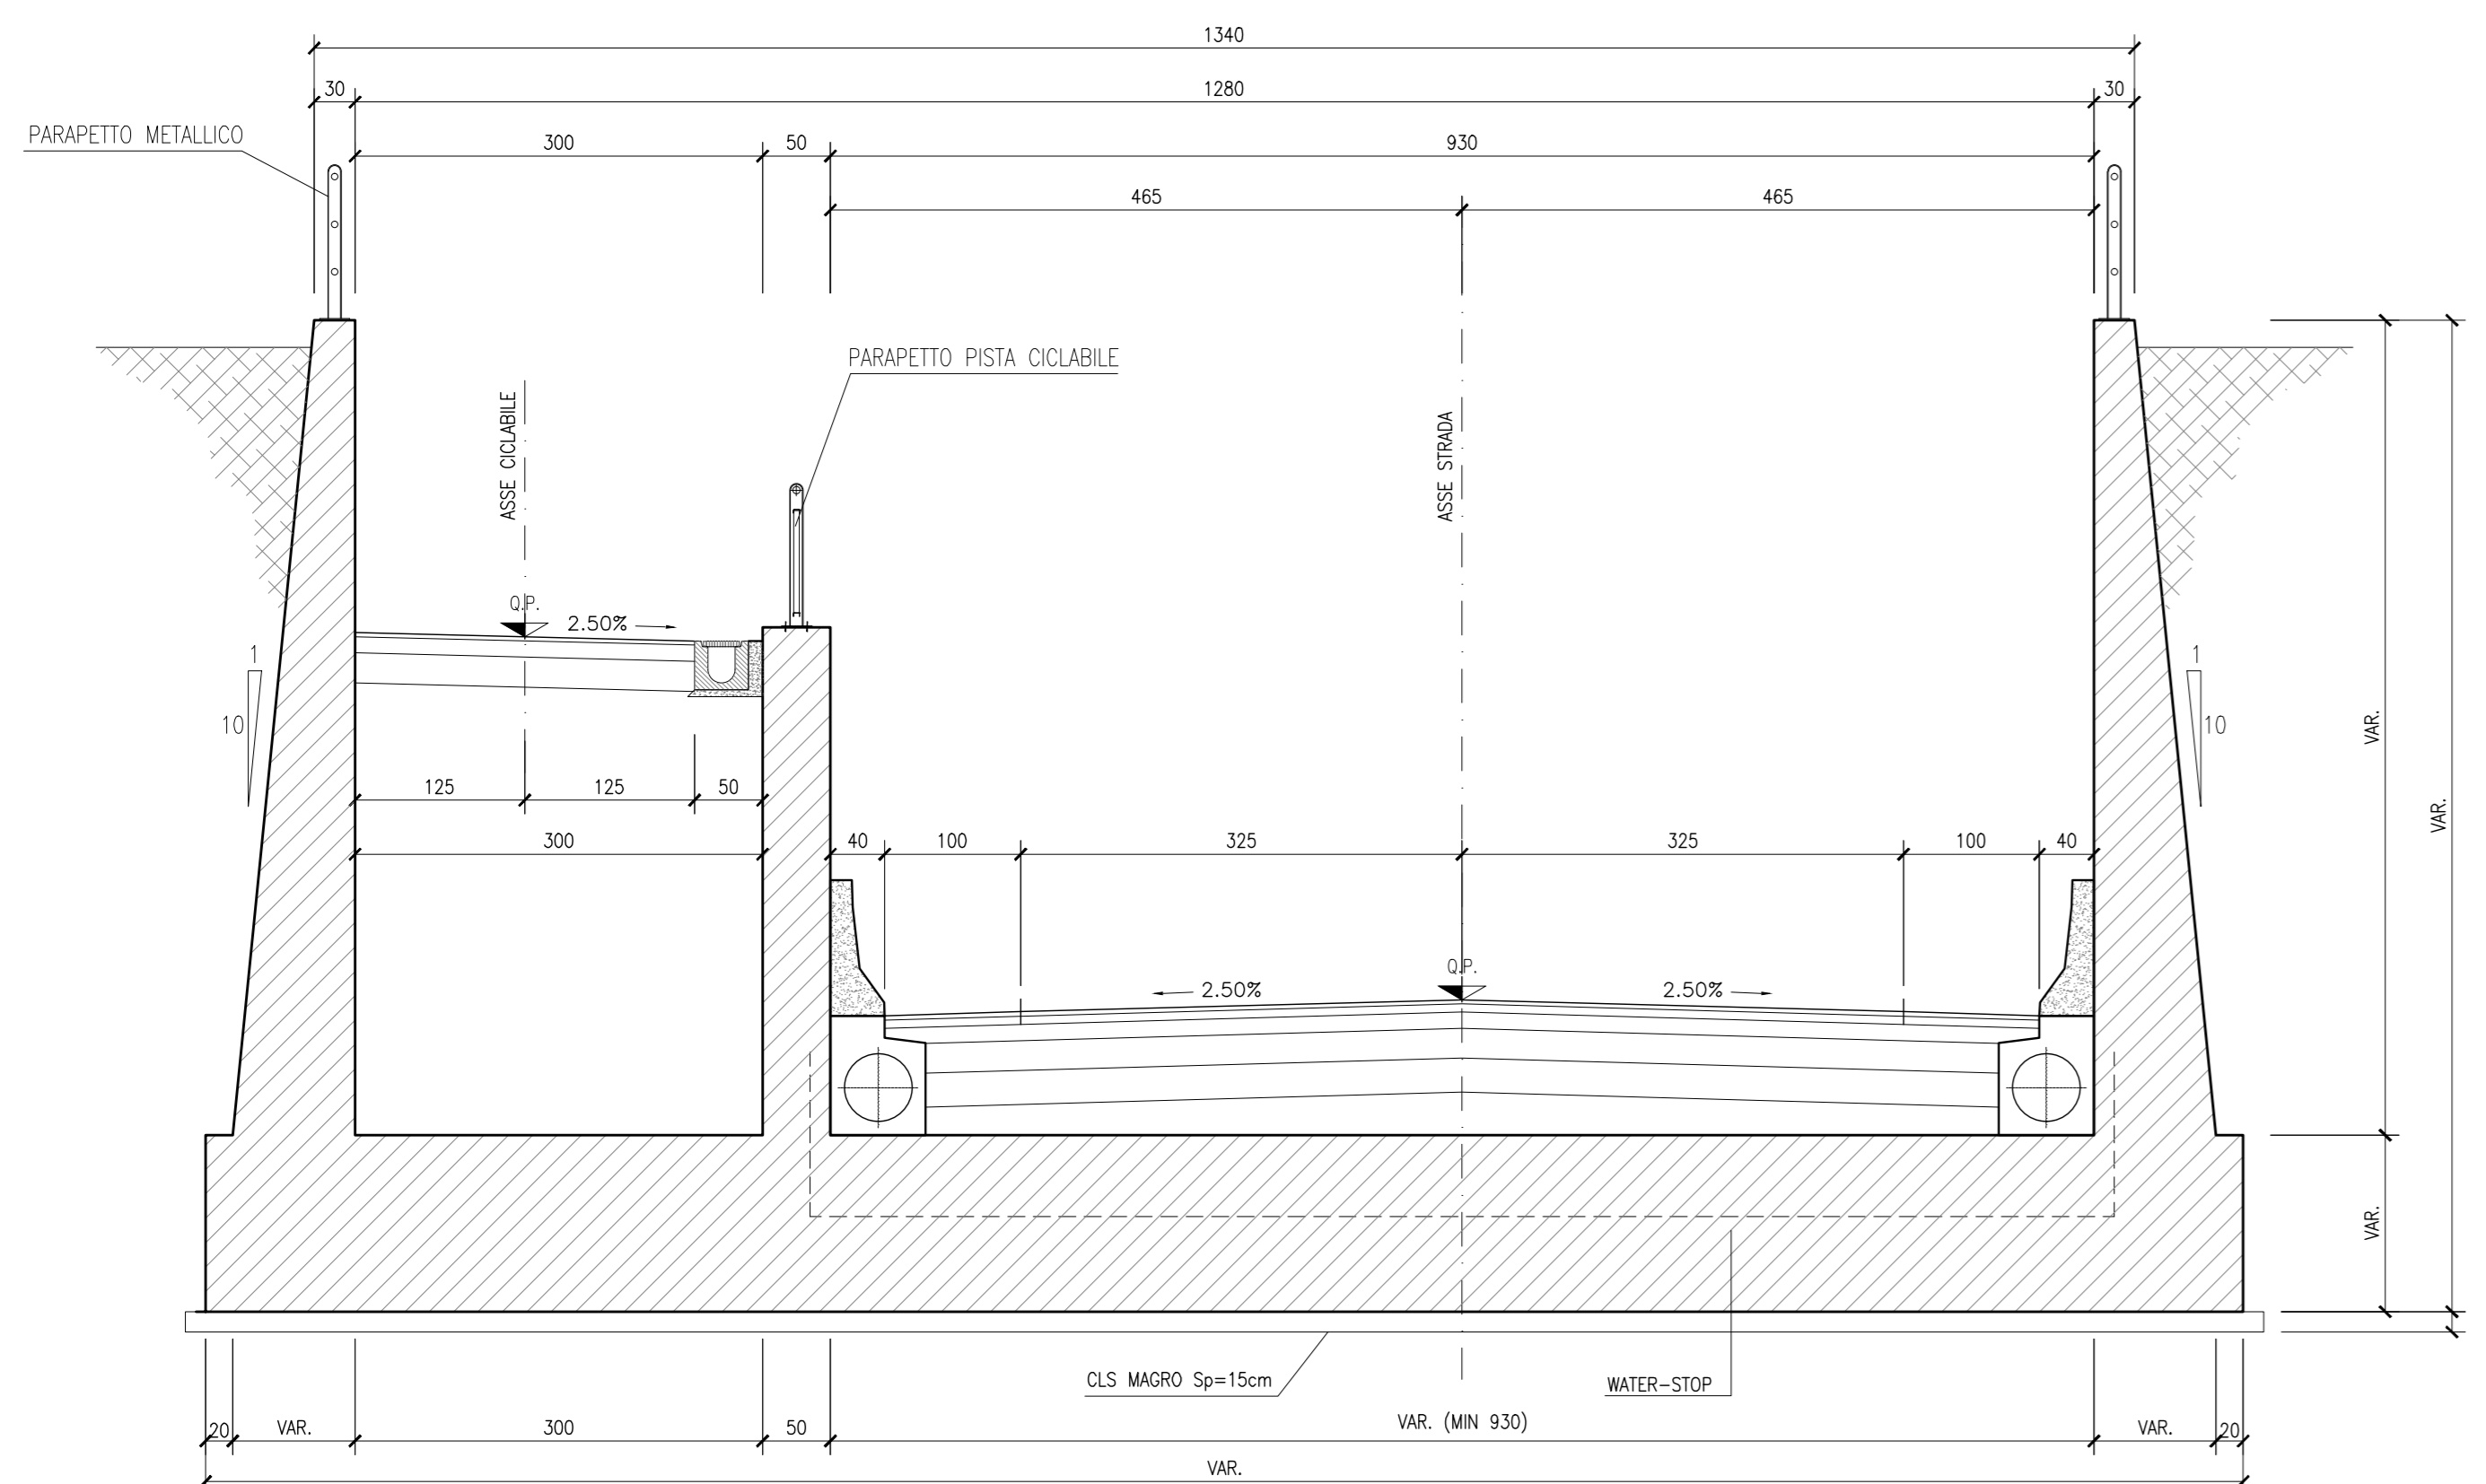 1340
30 1280 30
PARAPETTO METALLICO
300 50 930
465 465
PARAPETTO PISTA CICLABILE
ASSE CICLABILE
ASSE STRADA
Q.P.
2.50%
1
10
1
10
VAR.
VAR.
125 125 50
300
40 100 325 325 100 40
Q.P.
2.50% 2.50%
VAR.
CLS MAGRO Sp=15cm
WATER-STOP
20 VAR. 300 50 VAR. (MIN 930) VAR. 20
VAR.